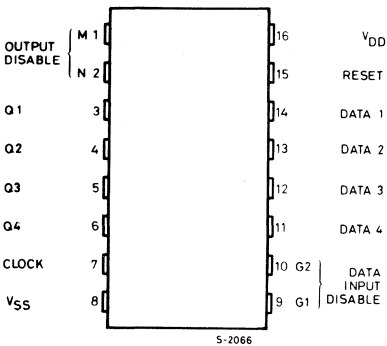 OUTPUT DISABLE
M 1
N 2
Q1 3
Q2 4
Q3 5
Q4 6
CLOCK 7
VSS 8
16 VDD
15 RESET
14 DATA 1
13 DATA 2
12 DATA 3
11 DATA 4
10 G2
9 G1
DATA INPUT DISABLE
S-2066